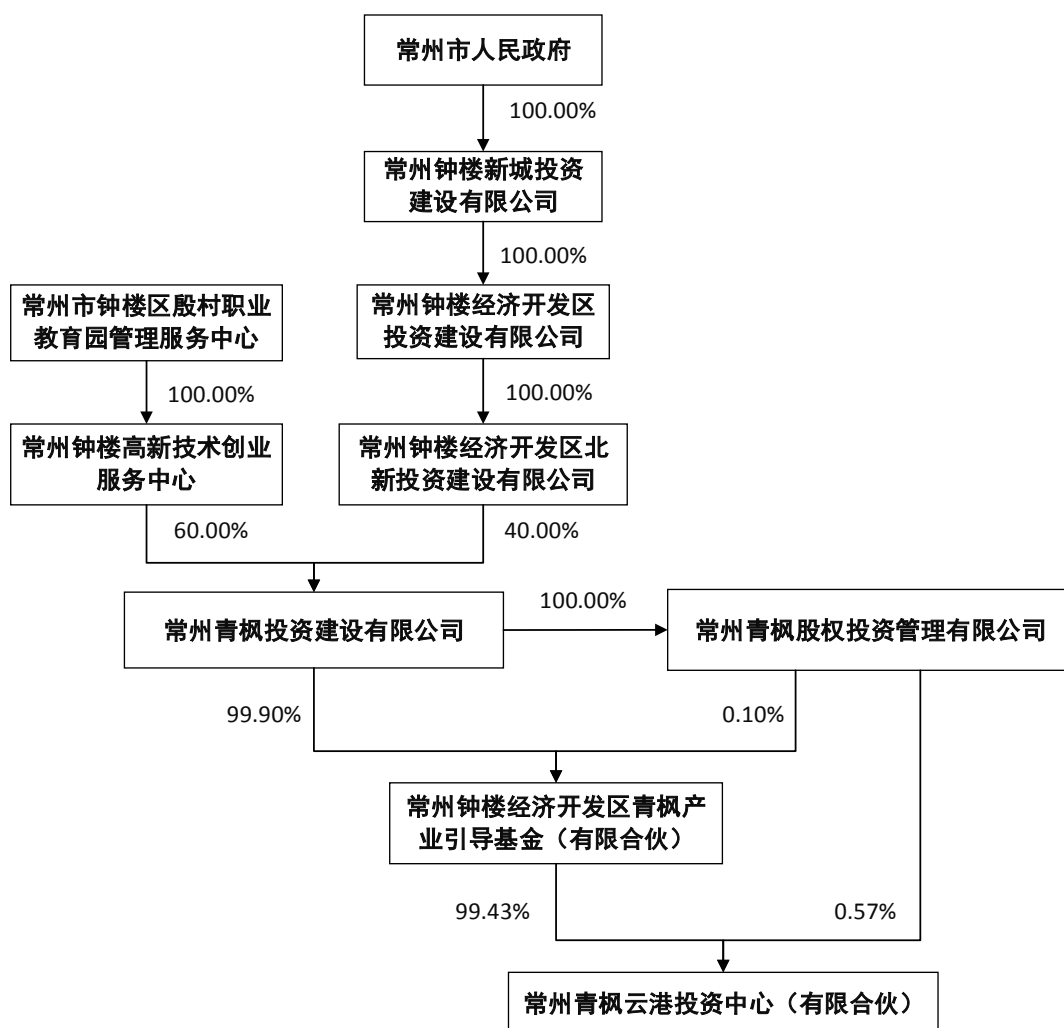 常州市人民政府
100.00%
常州钟楼新城投资
建设有限公司
100.00%
常州市钟楼区殷村职业
教育园管理服务中心
常州钟楼经济开发区
投资建设有限公司
100.00%
100.00%
常州钟楼高新技术创业
服务中心
常州钟楼经济开发区北
新投资建设有限公司
60.00%
40.00%
常州青枫投资建设有限公司
100.00%
常州青枫股权投资管理有限公司
99.90%
0.10%
常州钟楼经济开发区青枫产
业引导基金（有限合伙）
99.43%
0.57%
常州青枫云港投资中心（有限合伙）